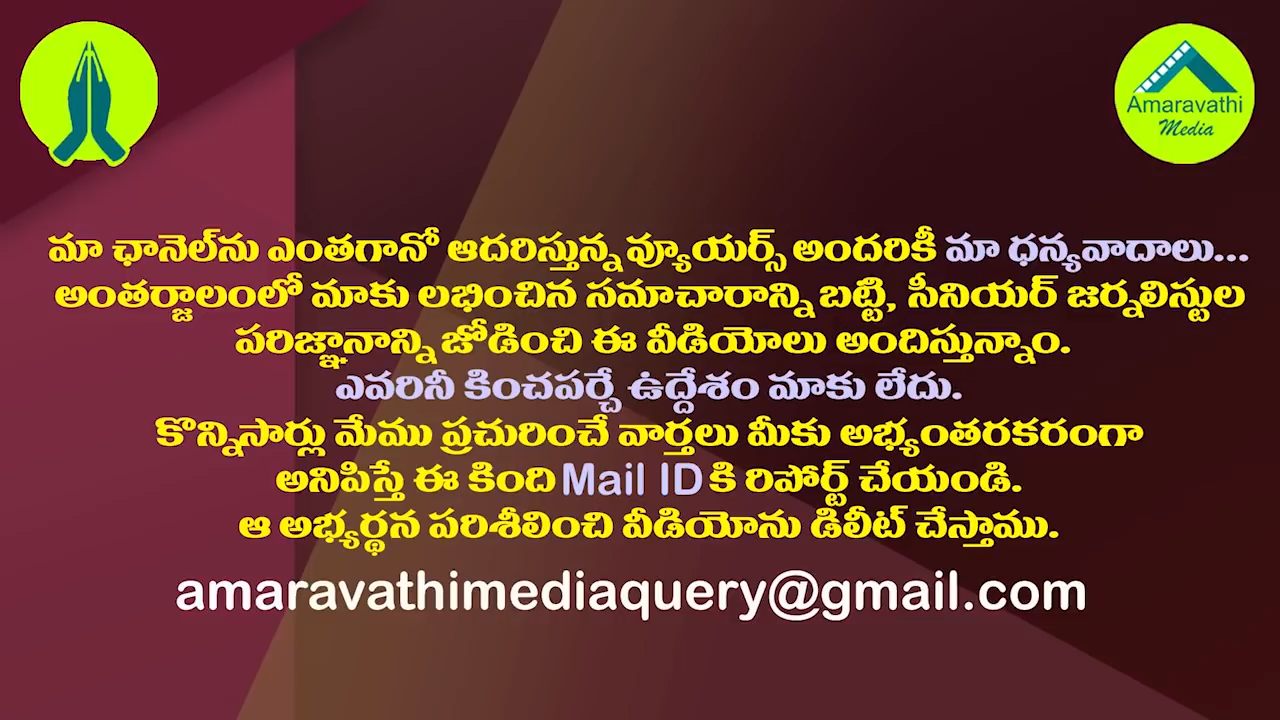 Amaravathi
Media
మా ఛానెల్‌ను ఎంతగానో ఆదరిస్తున్న వ్యూయర్స్ అందరికీ మా ధన్యవాదాలు...
అంతర్జాలంలో మాకు లభించిన సమాచారాన్ని బట్టి, సీనియర్ జర్నలిస్టుల
పరిజ్ఞానాన్ని జోడించి ఈ వీడియోలు అందిస్తున్నాం.
ఎవరినీ కించపర్చే ఉద్దేశం మాకు లేదు.
కొన్నిసార్లు మేము ప్రచురించే వార్తలు మీకు అభ్యంతరకరంగా
అనిపిస్తే ఈ కింది Mail ID కి రిపోర్ట్ చేయండి.
ఆ అభ్యర్థన పరిశీలించి వీడియోను డిలీట్ చేస్తాము.
amaravathimediaquery@gmail.com